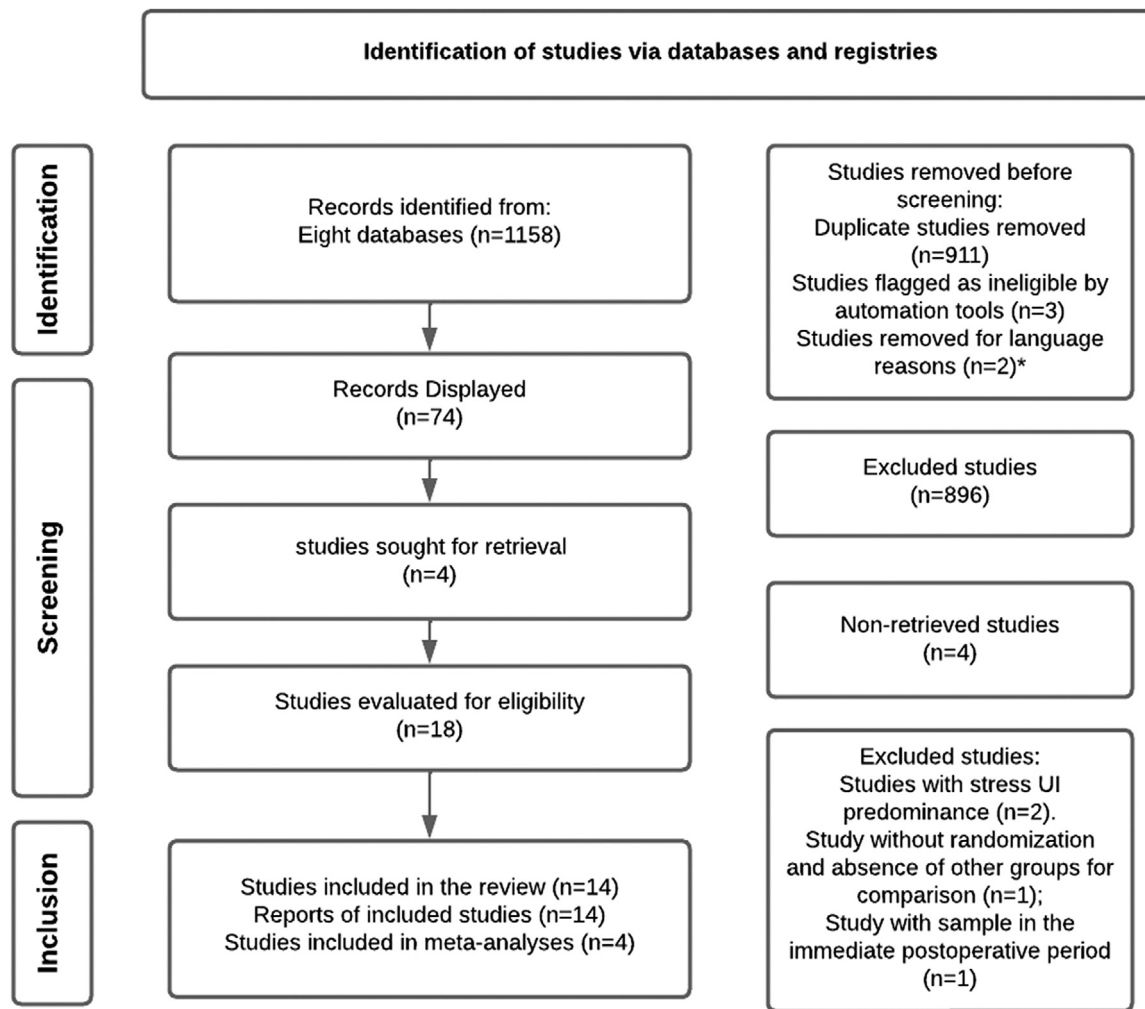 Identification of studies via databases and registries
Identification
Records identified from:
Eight databases (n=1158)
Studies removed before
screening:
Duplicate studies removed
(n=911)
Studies flagged as ineligible by
automation tools (n=3)
Studies removed for language
reasons (n=2)*
Screening
Records Displayed
(n=74)
Excluded studies
(n=896)
studies sought for retrieval
(n=4)
Non-retrieved studies
(n=4)
Studies evaluated for eligibility
(n=18)
Excluded studies:
Studies with stress UI
predominance (n=2).
Study without randomization
and absence of other groups for
comparison (n=1);
Study with sample in the
immediate postoperative period
(n=1)
Inclusion
Studies included in the review (n=14)
Reports of included studies (n=14)
Studies included in meta-analyses (n=4)